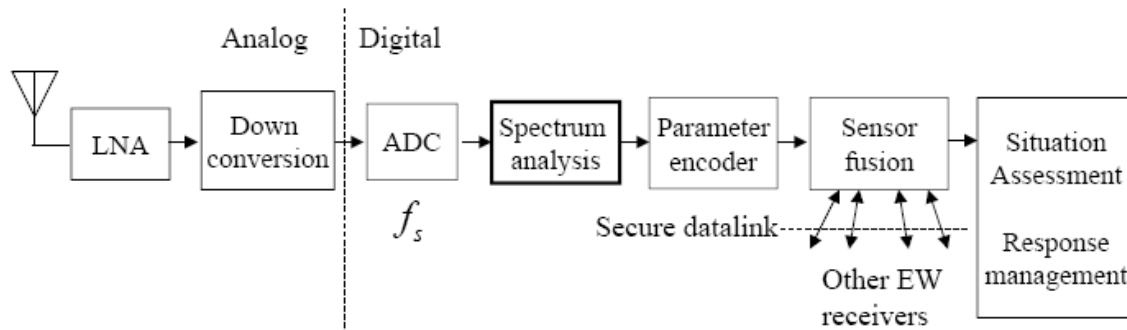 Analog
Digital
LNA
Down
conversion
ADC
Spectrum
analysis
Parameter
encoder
Sensor
fusion
Situation
Assessment
Response
management
f_s
Secure datalink
Other EW
receivers